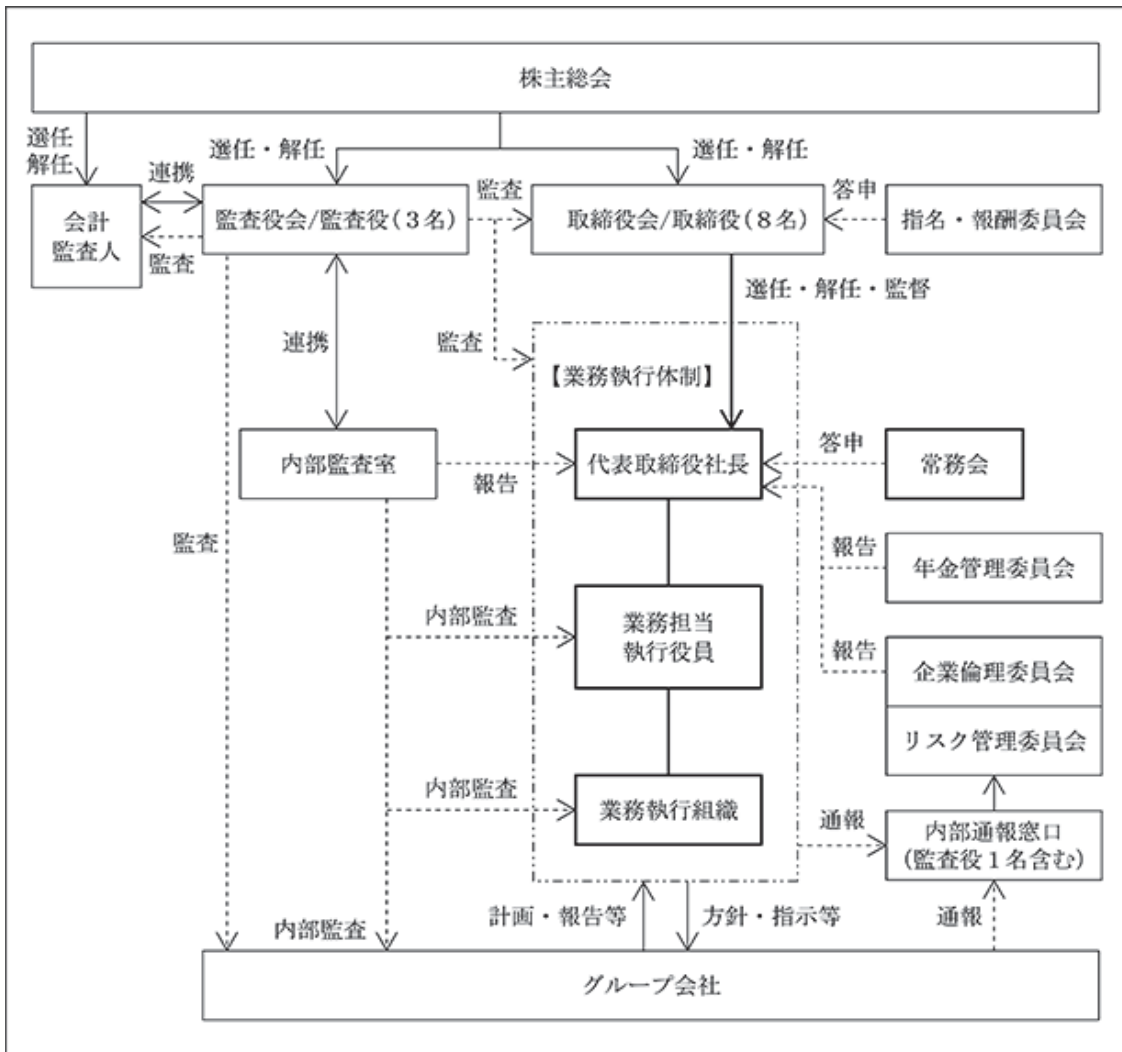 株主総会
選任
解任
選任・解任
選任・解任
連携
監査
答申
会計
監査人
監査役会/監査役(3名)
取締役会/取締役(8名)
指名・報酬委員会
監査
選任・解任・監督
連携
監査
【業務執行体制】
内部監査室
報告
代表取締役社長
答申
常務会
監査
報告
年金管理委員会
内部監査
業務担当
執行役員
報告
企業倫理委員会
リスク管理委員会
内部監査
業務執行組織
通報
内部通報窓口
(監査役1名含む)
内部監査
計画・報告等
方針・指示等
通報
グループ会社